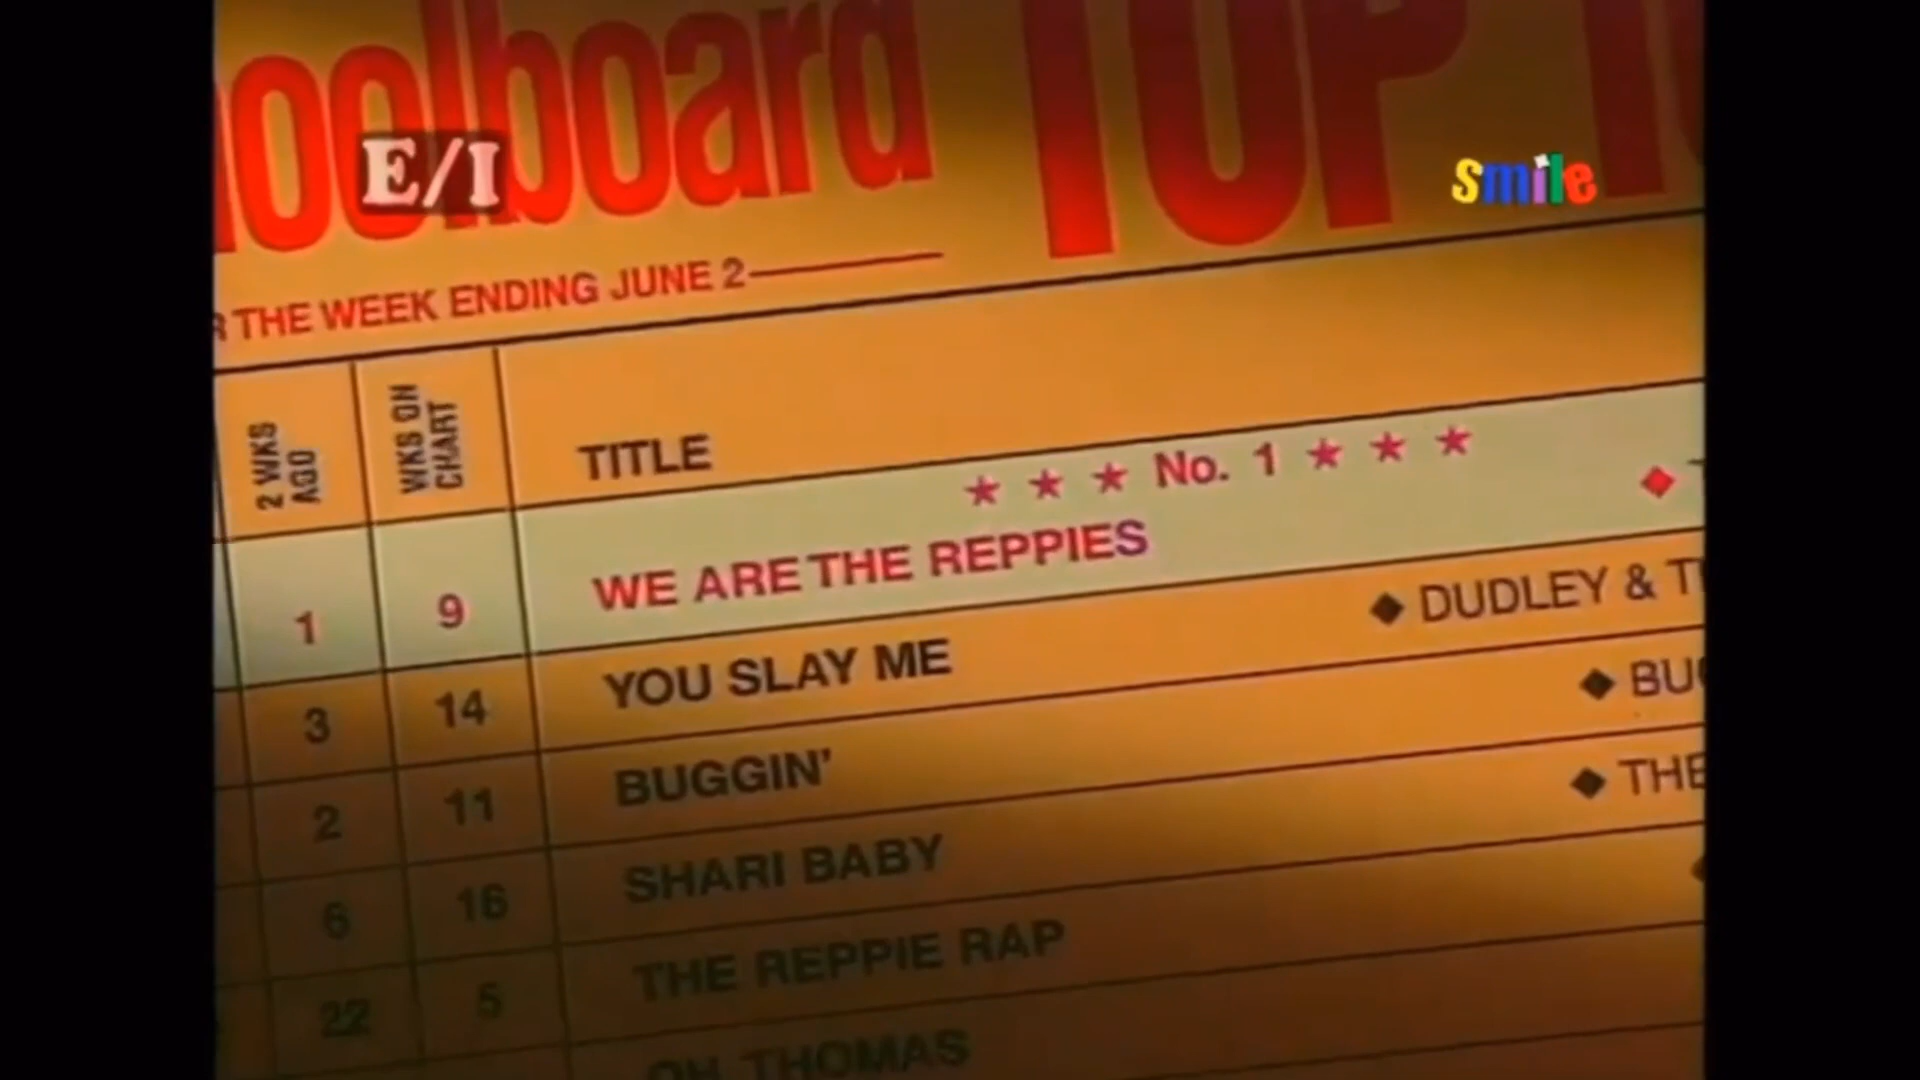 oolboard TOP
E/I
smile
THE WEEK ENDING JUNE 2
2 WKS AGO
WKS ON CHART
TITLE
★ ★ ★ No. 1 ★ ★ ★
1 9 WE ARE THE REPPIES ◆
3 14 YOU SLAY ME ◆ DUDLEY & T
2 11 BUGGIN' ◆ BU
6 16 SHARI BABY ◆ THE
22 5 THE REPPIE RAP
OH THOMAS